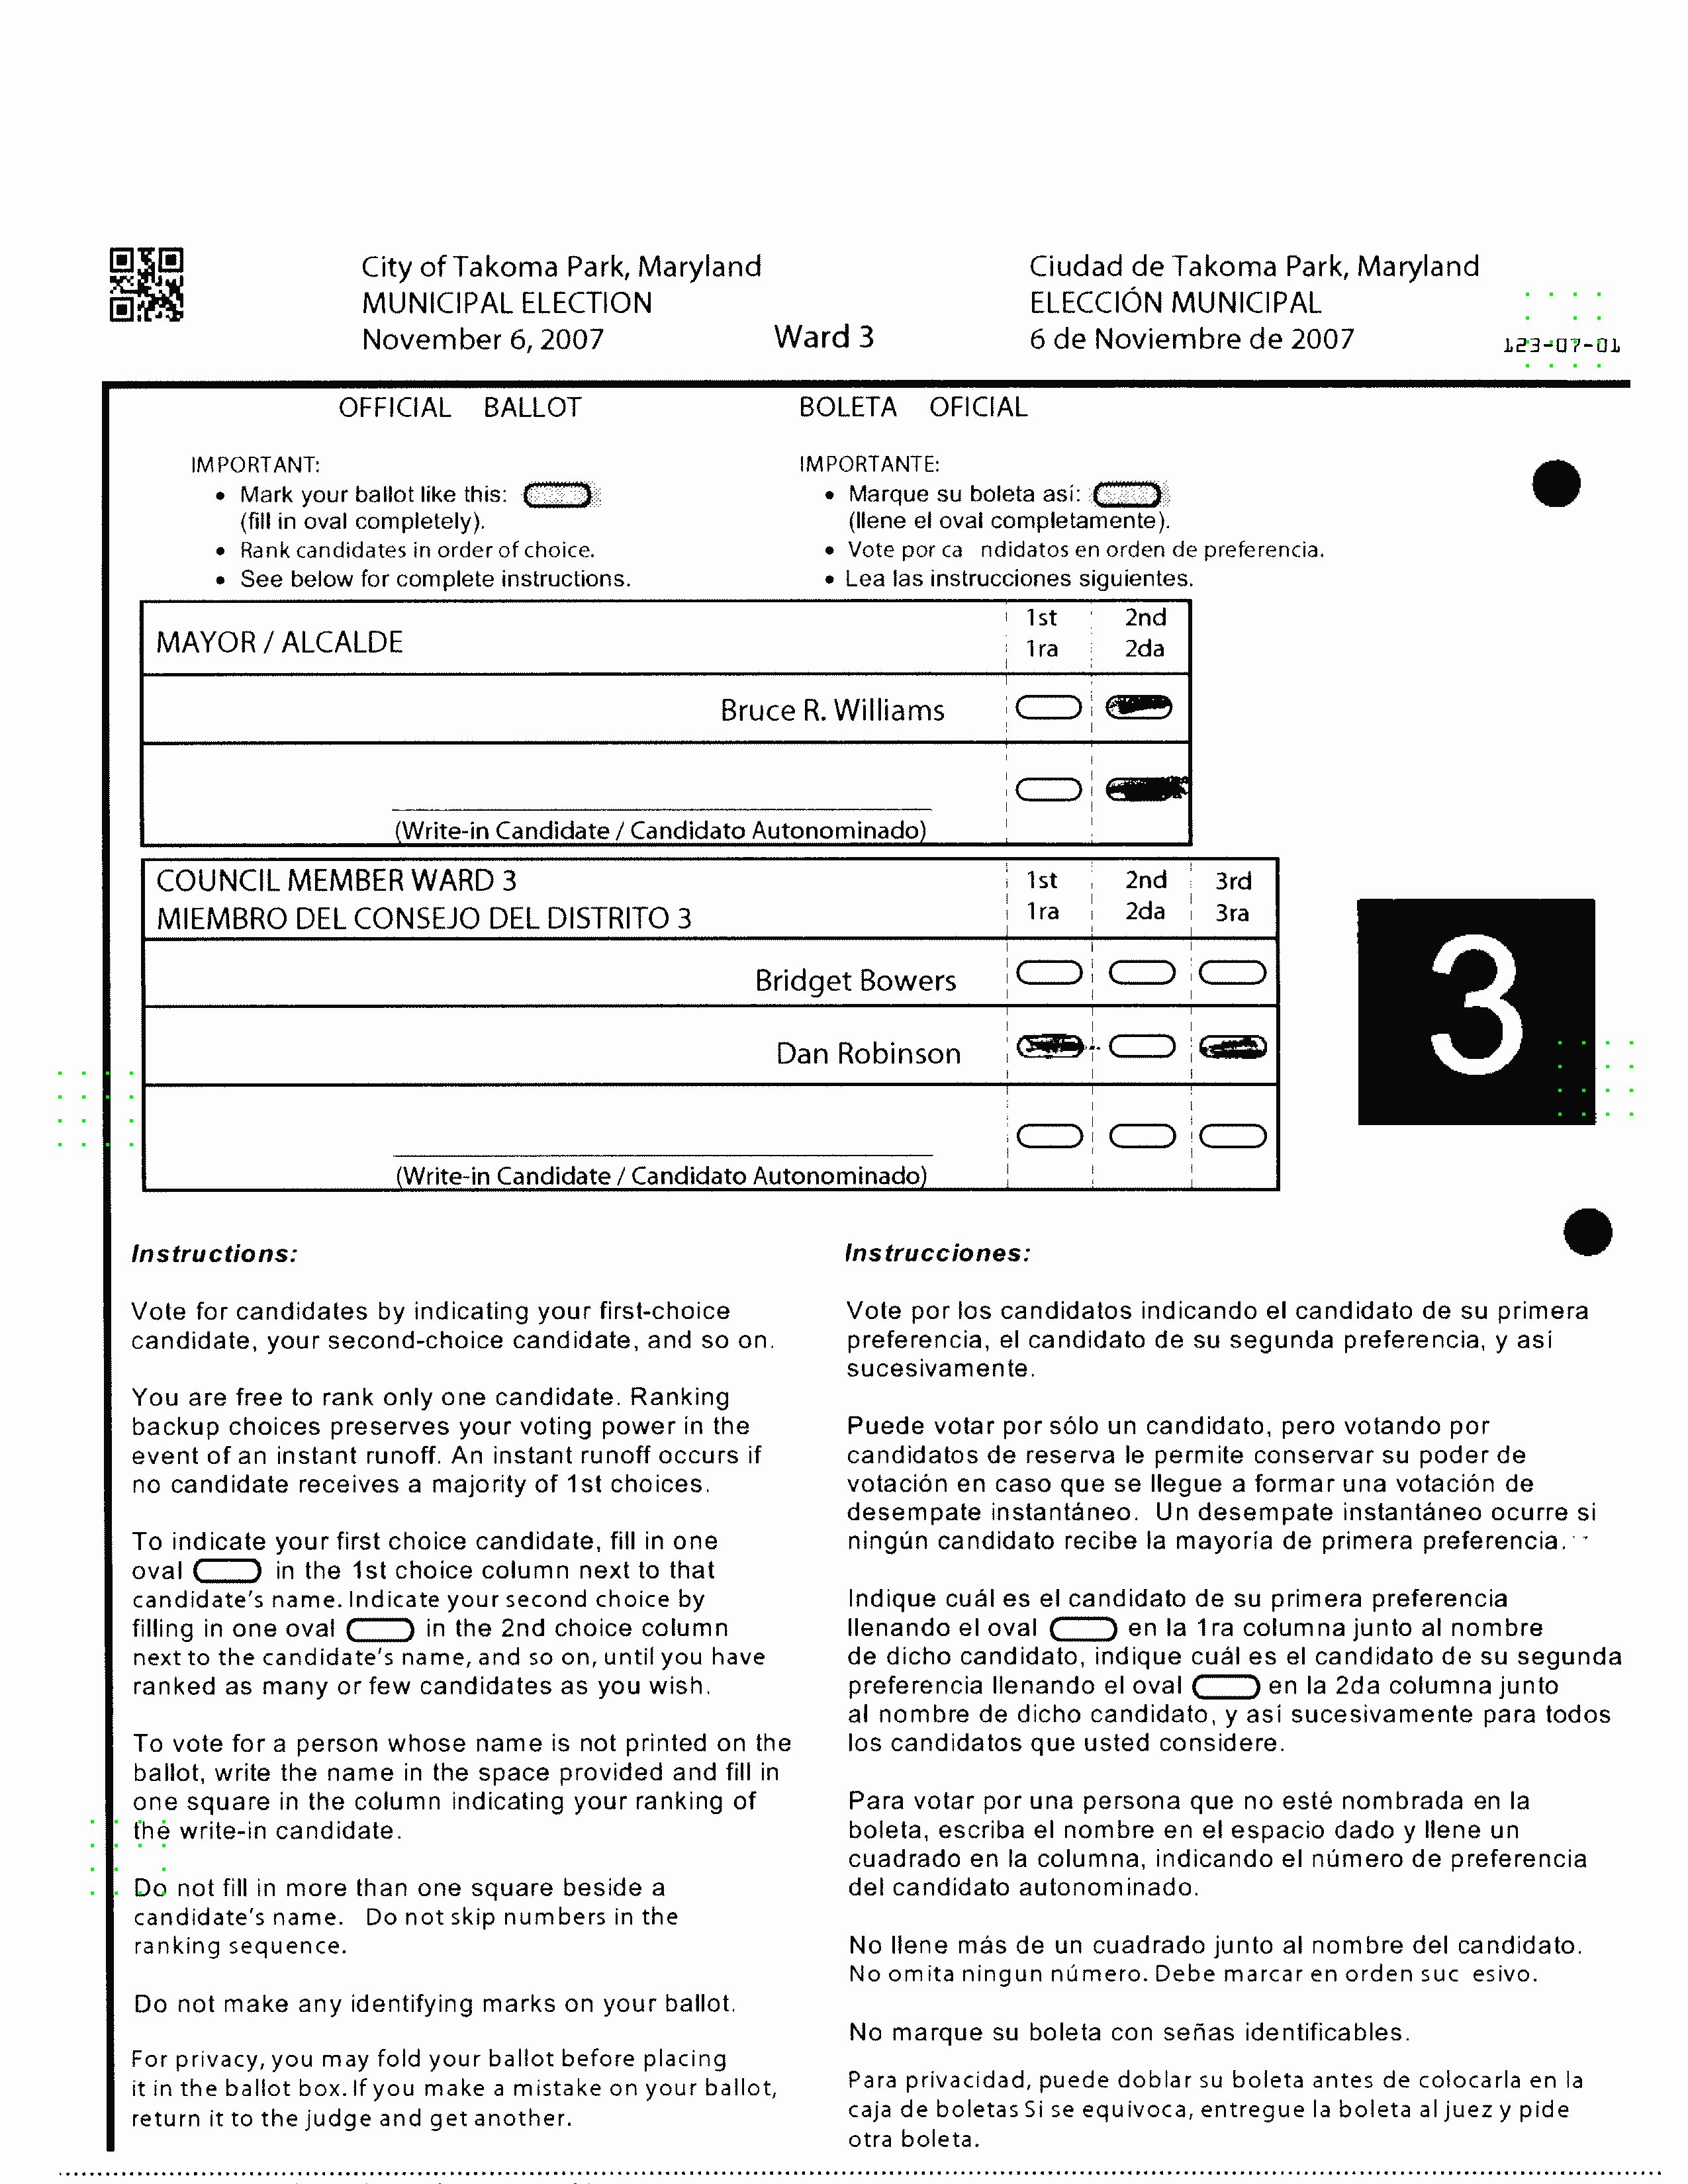 City of Takoma Park, Maryland
MUNICIPAL ELECTION
November 6, 2007
Ward 3
Ciudad de Takoma Park, Maryland
ELECCIÓN MUNICIPAL
6 de Noviembre de 2007
123-07-01
OFFICIAL BALLOT
BOLETA OFICIAL
IMPORTANT:
• Mark your ballot like this:
(fill in oval completely).
• Rank candidates in order of choice.
• See below for complete instructions.
IMPORTANTE:
• Marque su boleta así:
(llene el oval completamente).
• Vote por ca ndidatos en orden de preferencia.
• Lea las instrucciones siguientes.
MAYOR / ALCALDE
1st 2nd
1ra 2da
Bruce R. Williams
(Write-in Candidate / Candidato Autonominado)
COUNCIL MEMBER WARD 3
MIEMBRO DEL CONSEJO DEL DISTRITO 3
1st 2nd 3rd
1ra 2da 3ra
Bridget Bowers
Dan Robinson
(Write-in Candidate / Candidato Autonominado)
3
Instructions:
Vote for candidates by indicating your first-choice
candidate, your second-choice candidate, and so on.
You are free to rank only one candidate. Ranking
backup choices preserves your voting power in the
event of an instant runoff. An instant runoff occurs if
no candidate receives a majority of 1st choices.
To indicate your first choice candidate, fill in one
oval in the 1st choice column next to that
candidate's name. Indicate your second choice by
filling in one oval in the 2nd choice column
next to the candidate's name, and so on, until you have
ranked as many or few candidates as you wish.
To vote for a person whose name is not printed on the
ballot, write the name in the space provided and fill in
one square in the column indicating your ranking of
the write-in candidate.
Do not fill in more than one square beside a
candidate's name. Do not skip numbers in the
ranking sequence.
Do not make any identifying marks on your ballot.
For privacy, you may fold your ballot before placing
it in the ballot box. If you make a mistake on your ballot,
return it to the judge and get another.
Instrucciones:
Vote por los candidatos indicando el candidato de su primera
preferencia, el candidato de su segunda preferencia, y así
sucesivamente.
Puede votar por sólo un candidato, pero votando por
candidatos de reserva le permite conservar su poder de
votación en caso que se llegue a formar una votación de
desempate instantáneo. Un desempate instantáneo ocurre si
ningún candidato recibe la mayoría de primera preferencia.
Indique cuál es el candidato de su primera preferencia
llenando el oval en la 1ra columna junto al nombre
de dicho candidato, indique cuál es el candidato de su segunda
preferencia llenando el oval en la 2da columna junto
al nombre de dicho candidato, y así sucesivamente para todos
los candidatos que usted considere.
Para votar por una persona que no esté nombrada en la
boleta, escriba el nombre en el espacio dado y llene un
cuadrado en la columna, indicando el número de preferencia
del candidato autonominado.
No llene más de un cuadrado junto al nombre del candidato.
No omita ningun número. Debe marcar en orden suc esivo.
No marque su boleta con señas identificables.
Para privacidad, puede doblar su boleta antes de colocarla en la
caja de boletas Si se equivoca, entregue la boleta al juez y pide
otra boleta.